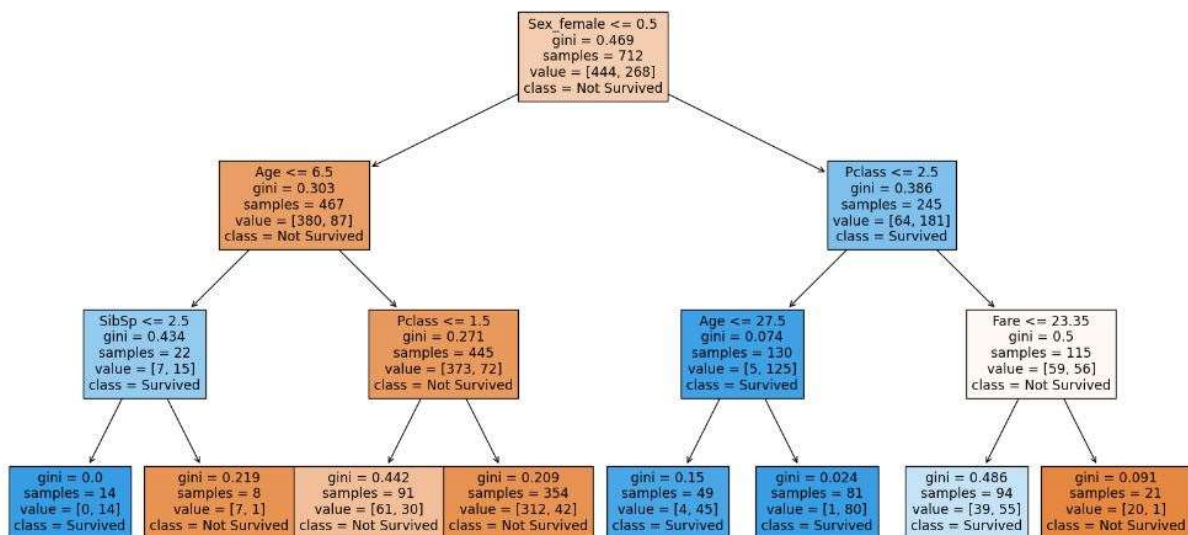 Sex_female <= 0.5
gini = 0.469
samples = 712
value = [444, 268]
class = Not Survived
Age <= 6.5
gini = 0.303
samples = 467
value = [380, 87]
class = Not Survived
Pclass <= 2.5
gini = 0.386
samples = 245
value = [64, 181]
class = Survived
SibSp <= 2.5
gini = 0.434
samples = 22
value = [7, 15]
class = Survived
Pclass <= 1.5
gini = 0.271
samples = 445
value = [373, 72]
class = Not Survived
Age <= 27.5
gini = 0.074
samples = 130
value = [5, 125]
class = Survived
Fare <= 23.35
gini = 0.5
samples = 115
value = [59, 56]
class = Not Survived
gini = 0.0
samples = 14
value = [0, 14]
class = Survived
gini = 0.219
samples = 8
value = [7, 1]
class = Not Survived
gini = 0.442
samples = 91
value = [61, 30]
class = Not Survived
gini = 0.209
samples = 354
value = [312, 42]
class = Not Survived
gini = 0.15
samples = 49
value = [4, 45]
class = Survived
gini = 0.024
samples = 81
value = [1, 80]
class = Survived
gini = 0.486
samples = 94
value = [39, 55]
class = Survived
gini = 0.091
samples = 21
value = [20, 1]
class = Not Survived